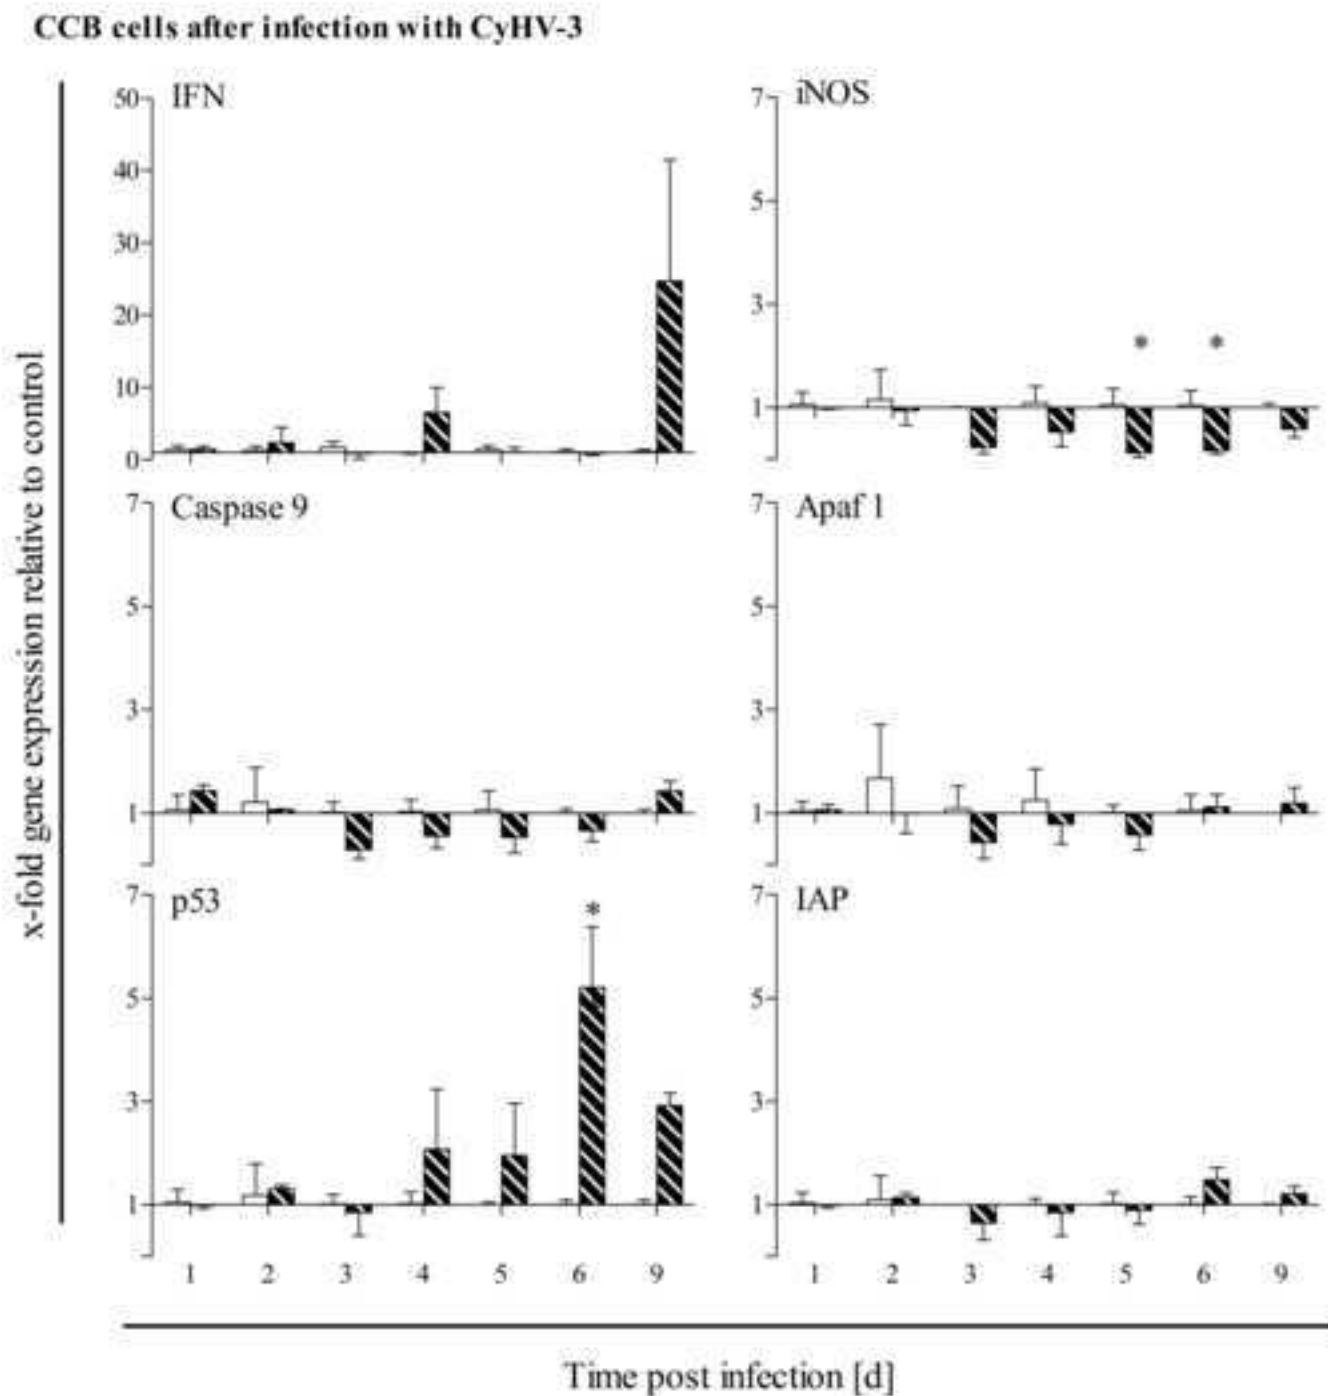 CCB cells after infection with CyHV-3
x-fold gene expression relative to control
IFN
50
40
30
20
10
0
iNOS
7
5
3
1
* *
Caspase 9
7
5
3
1
Apaf 1
7
5
3
1
p53
7
5
3
1
*
IAP
7
5
3
1
1 2 3 4 5 6 9
1 2 3 4 5 6 9
Time post infection [d]